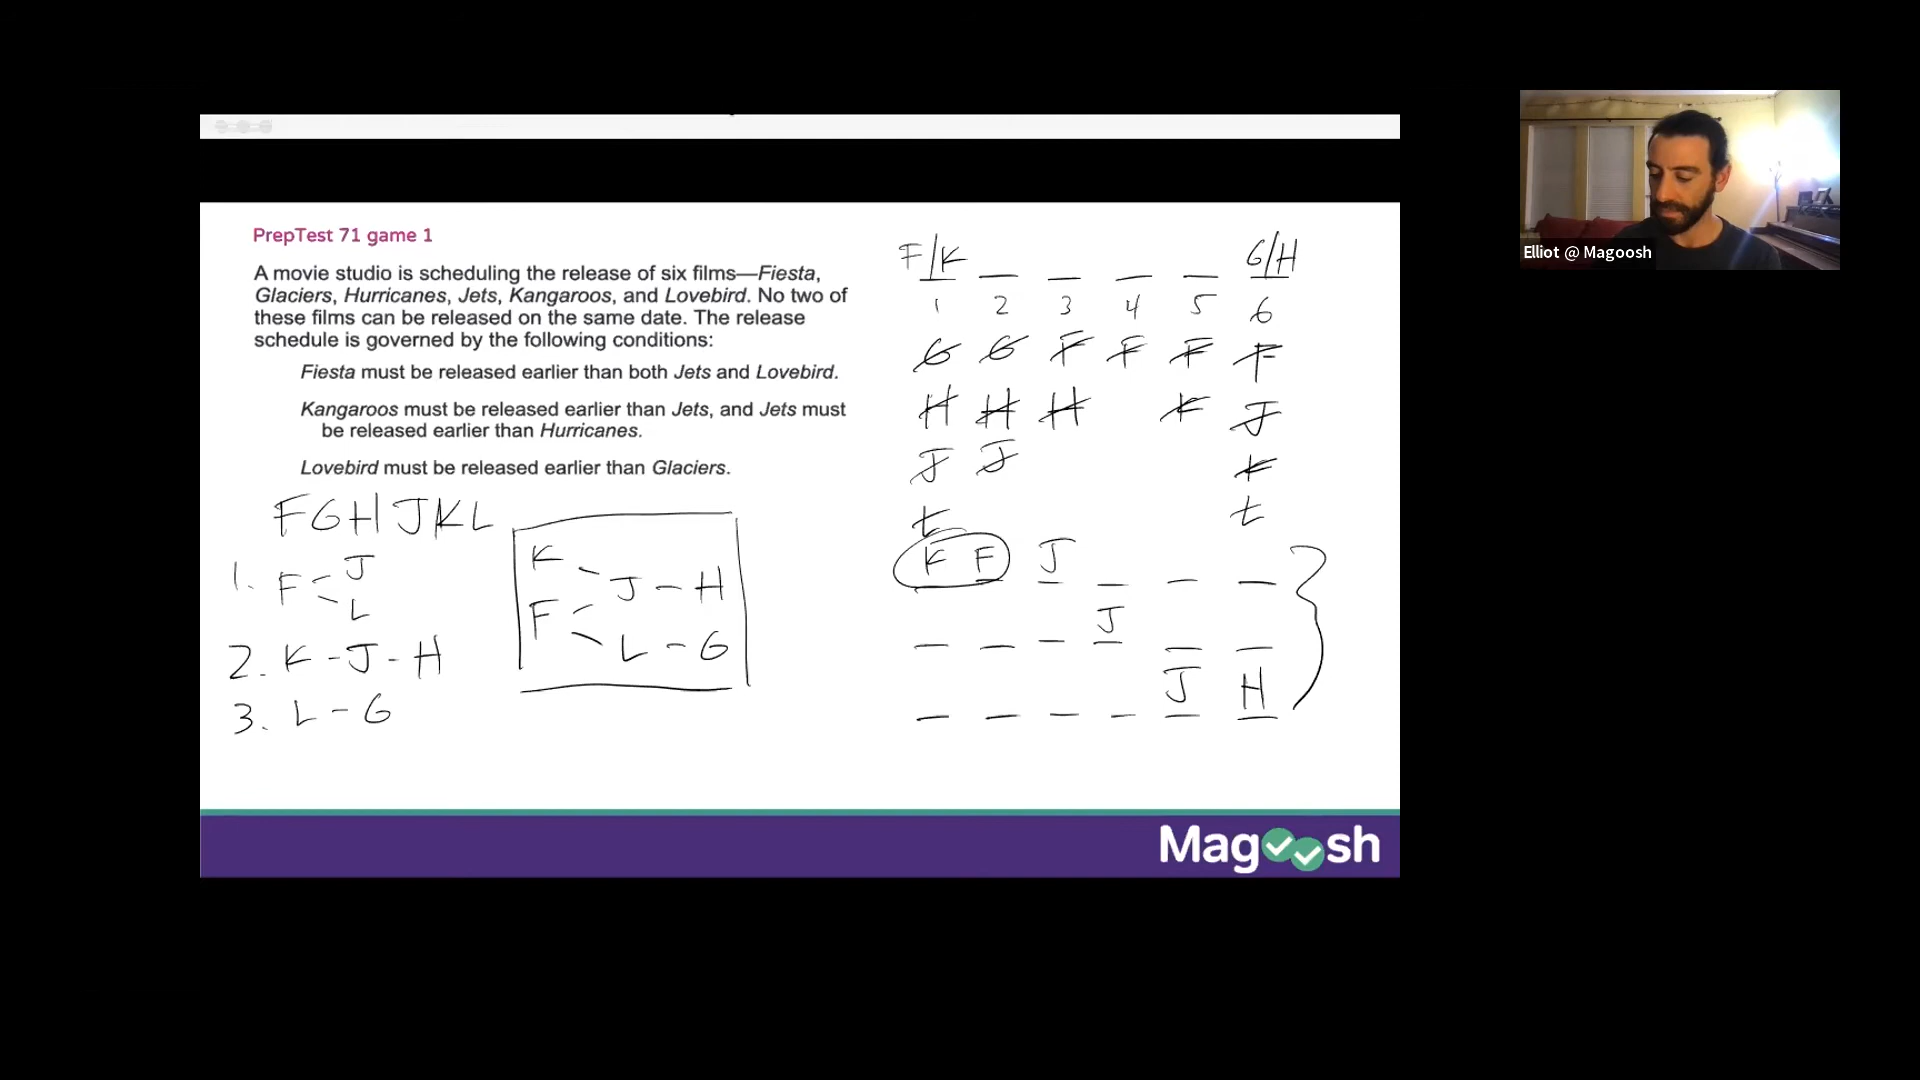 PrepTest 71 game 1
A movie studio is scheduling the release of six films—Fiesta,
Glaciers, Hurricanes, Jets, Kangaroos, and Lovebird. No two of
these films can be released on the same date. The release
schedule is governed by the following conditions:
Fiesta must be released earlier than both Jets and Lovebird.
Kangaroos must be released earlier than Jets, and Jets must
be released earlier than Hurricanes.
Lovebird must be released earlier than Glaciers.
F G H J K L
1. F < J
L
2. K - J - H
3. L - G
K
J - H
F
L - G
F/K _ _ _ _ G/H
1 2 3 4 5 6
G G F F F F
H H H K J
J J K
L L
K F J _ _ _
_ _ _ J _ _
_ _ _ _ J H
Elliot @ Magoosh
Magoosh